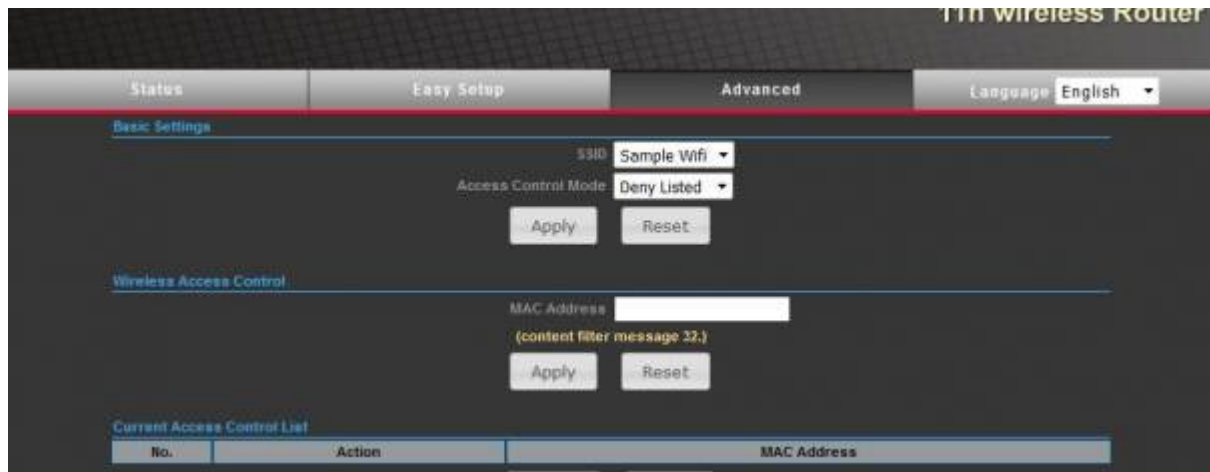 11n Wireless Router
Status Easy Setup Advanced Language English
Basic Settings
SSID Sample Wifi
Access Control Mode Deny Listed
Apply Reset
Wireless Access Control
MAC Address
(content filter message 32.)
Apply Reset
Current Access Control List
No. Action MAC Address